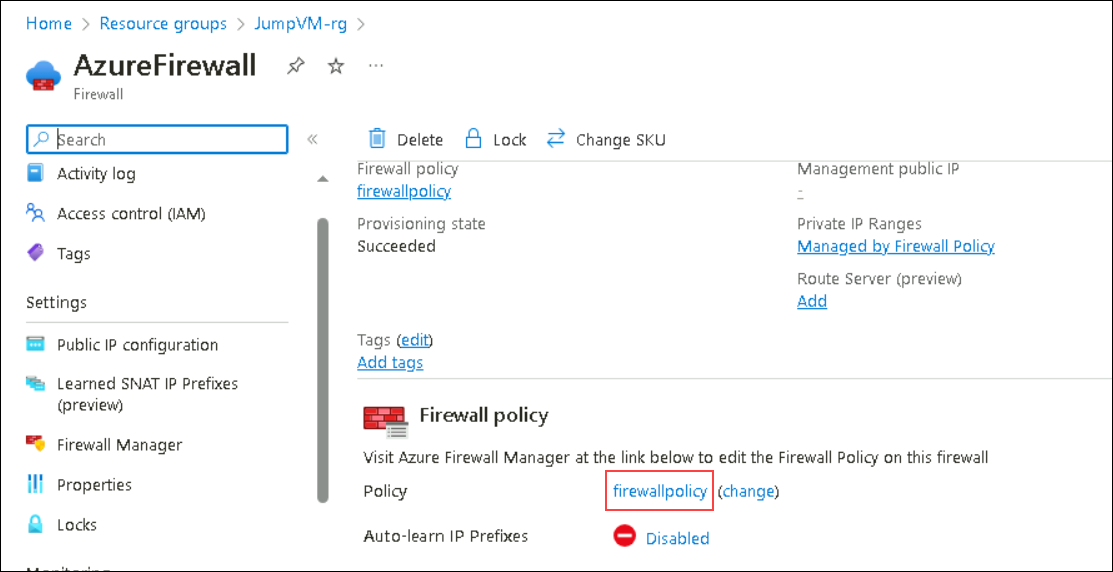 Home > Resource groups > JumpVM-rg >
AzureFirewall
Firewall
Search
Activity log
Access control (IAM)
Tags
Settings
Public IP configuration
Learned SNAT IP Prefixes
(preview)
Firewall Manager
Properties
Locks
Monitoring
Delete
Lock
Change SKU
Firewall policy
firewallpolicy
Provisioning state
Succeeded
Management public IP
-
Private IP Ranges
Managed by Firewall Policy
Route Server (preview)
Add
Tags (edit)
Add tags
Firewall policy
Visit Azure Firewall Manager at the link below to edit the Firewall Policy on this firewall
Policy firewallpolicy (change)
Auto-learn IP Prefixes Disabled